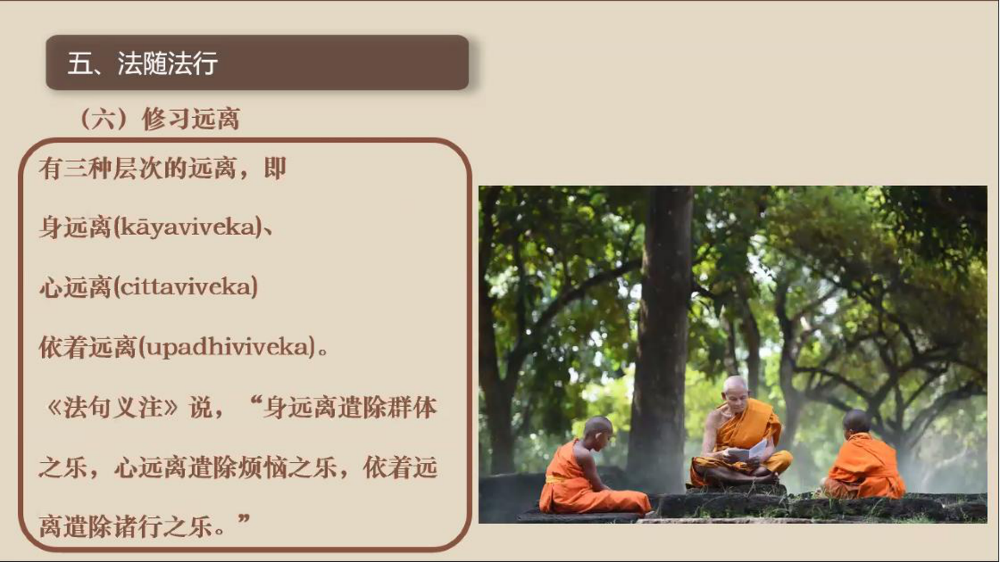 五、法随法行
（六）修习远离
有三种层次的远离，即
身远离(kāyaviveka)、
心远离(cittaviveka)
依着远离(upadhiviveka)。
《法句义注》说，“身远离遣除群体
之乐，心远离遣除烦恼之乐，依着远
离遣除诸行之乐。”